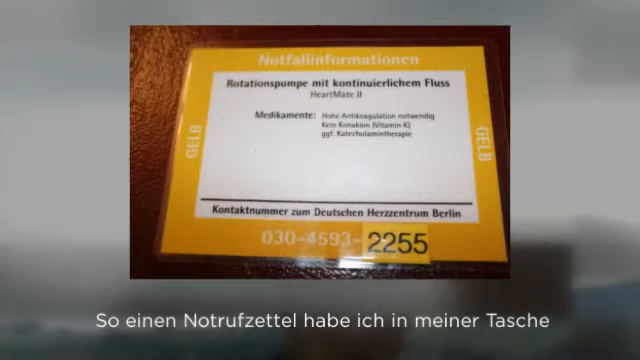 Notfallinformationen
Rotationspumpe mit kontinuierlichem Fluss
HeartMate II
Medikamente: Hohe Antikoagulation notwendig
Kein Konakion (Vitamin K)
ggf. Katecholamintherapie
GELB
GELB
Kontaktnummer zum Deutschen Herzzentrum Berlin
030-4593-2255
So einen Notrufzettel habe ich in meiner Tasche